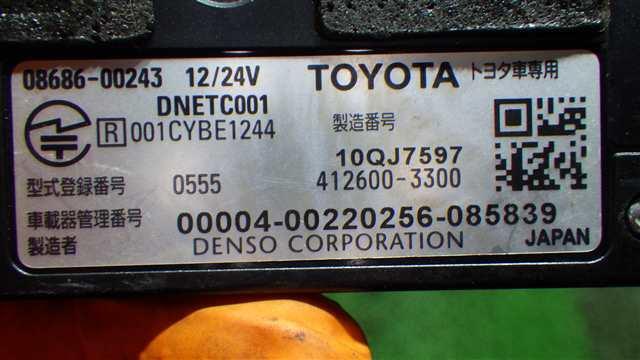 08686-00243 12/24V TOYOTA トヨタ車専用
DNETC001
R 001CYBE1244
製造番号
10QJ7597
型式登録番号 0555 412600-3300
車載器管理番号 00004-00220256-085839
製造者 DENSO CORPORATION JAPAN